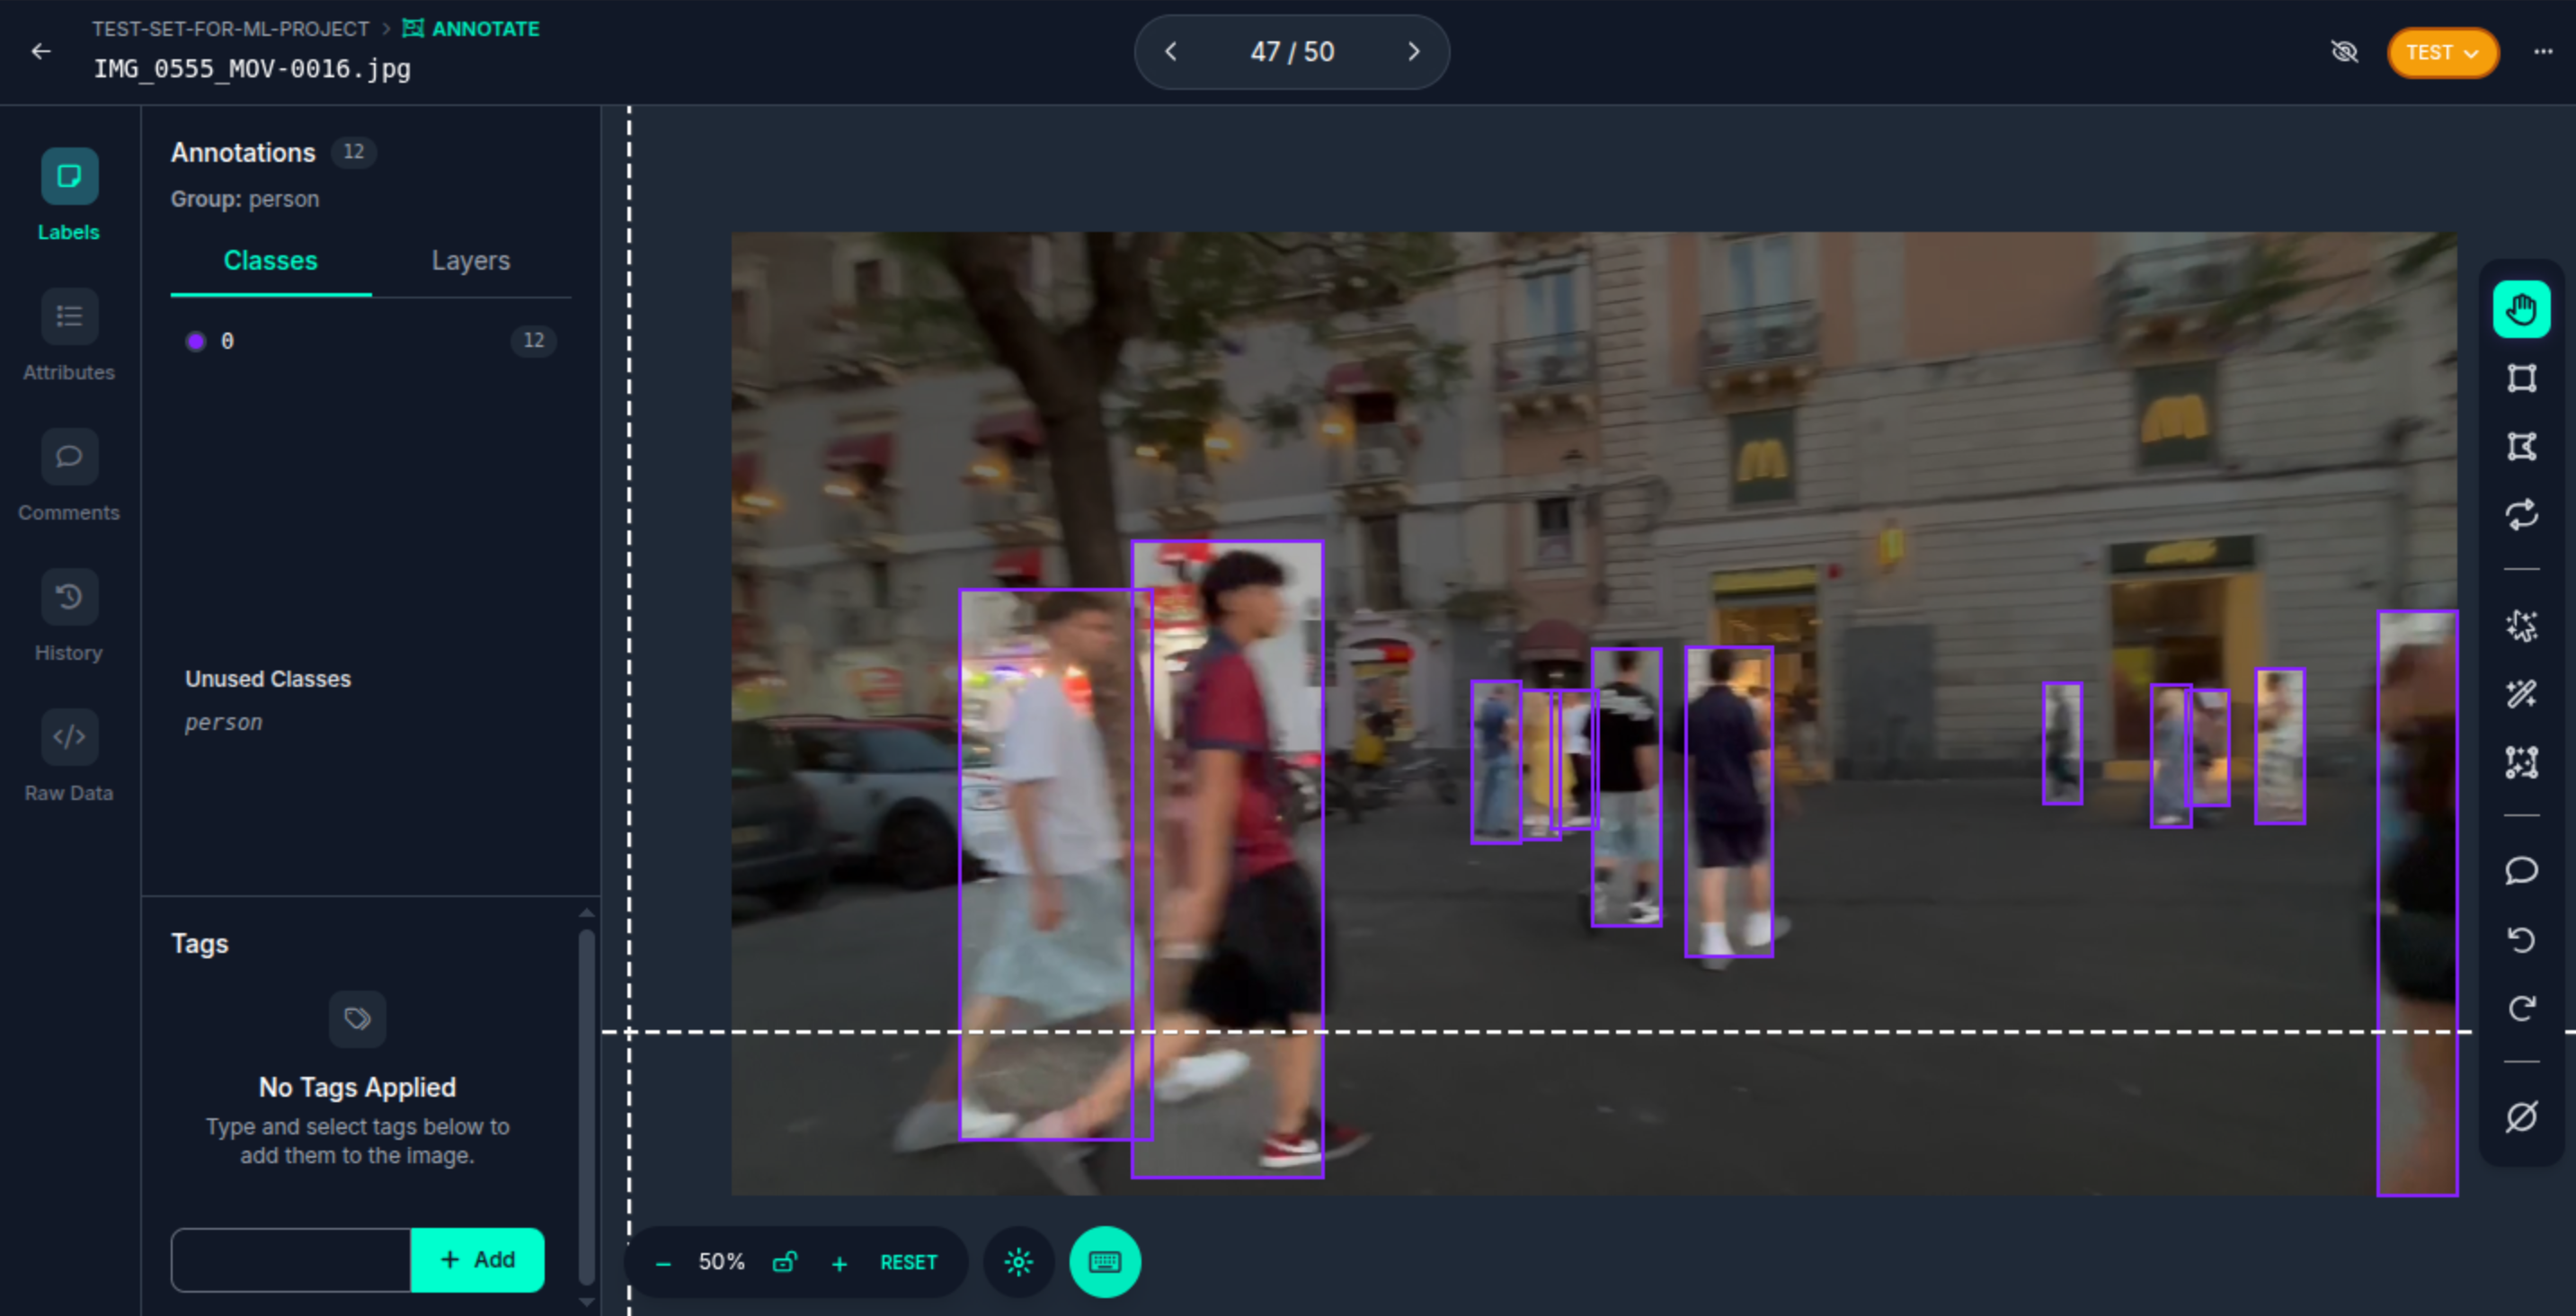 TEST-SET-FOR-ML-PROJECT > ANNOTATE
IMG_0555_MOV-0016.jpg
47 / 50
TEST
Labels
Attributes
Comments
History
</> 
Raw Data
Annotations 12
Group: person
Classes Layers
0 12
Unused Classes
person
Tags
No Tags Applied
Type and select tags below to
add them to the image.
+ Add
− 50% + RESET